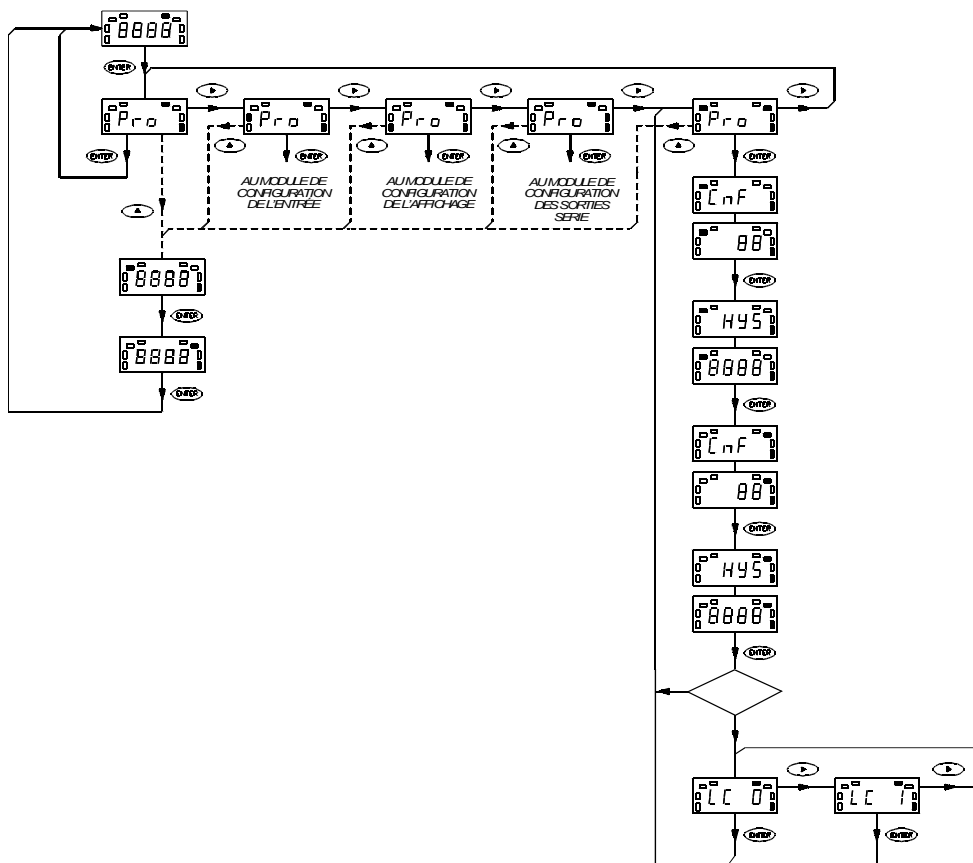 8888
ENTER
Pro
Pro
Pro
Pro
Pro
ENTER
ENTER
ENTER
ENTER
ENTER
AU MODULE DE
CONFIGURATION
DE L'ENTRÉE
AU MODULE DE
CONFIGURATION
DE L'AFFICHAGE
AU MODULE DE
CONFIGURATION
DES SORTIES
SERIE
CnF
88
ENTER
8888
ENTER
HYS
8888
8888
ENTER
ENTER
CnF
88
ENTER
HYS
8888
ENTER
LC 0
LC 1
ENTER
ENTER